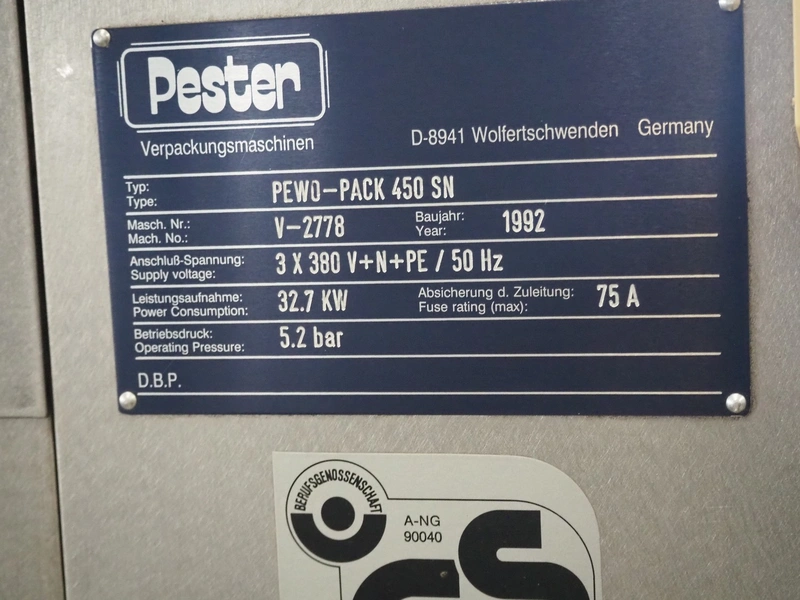 Pester
Verpackungsmaschinen
D-8941 Wolfertschwenden Germany
Typ:
Type: PEWO-PACK 450 SN
Masch. Nr.: Baujahr:
Mach. No.: V-2778 Year: 1992
Anschluß-Spannung:
Supply voltage: 3 X 380 V+N+PE / 50 Hz
Leistungsaufnahme: Absicherung d. Zuleitung:
Power Consumption: 32.7 KW Fuse rating (max): 75 A
Betriebsdruck:
Operating Pressure: 5.2 bar
D.B.P.
BERUFSGENOSSENSCHAFT
A-NG
90040